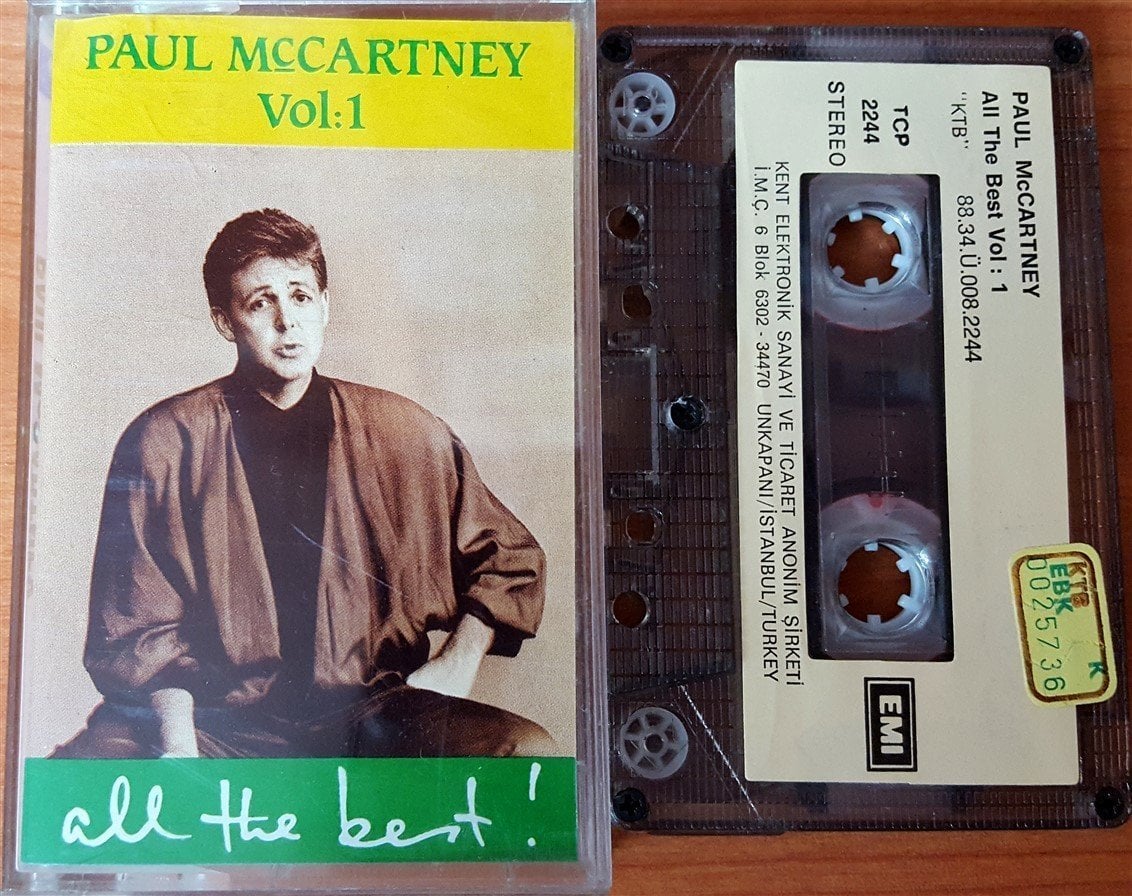 PAUL McCARTNEY
Vol:1
all the best!
PAUL McCARTNEY
All The Best Vol : 1
"KTB" 88.34.Ü.008.2244
TCP
2244
STEREO
KENT ELEKTRONİK SANAYİ VE TİCARET ANONİM ŞİRKETİ
İ.M.Ç. 6 Blok 6302 - 34470 UNKAPANI/İSTANBUL/TURKEY
EMI
KTB K
EBK
0025736